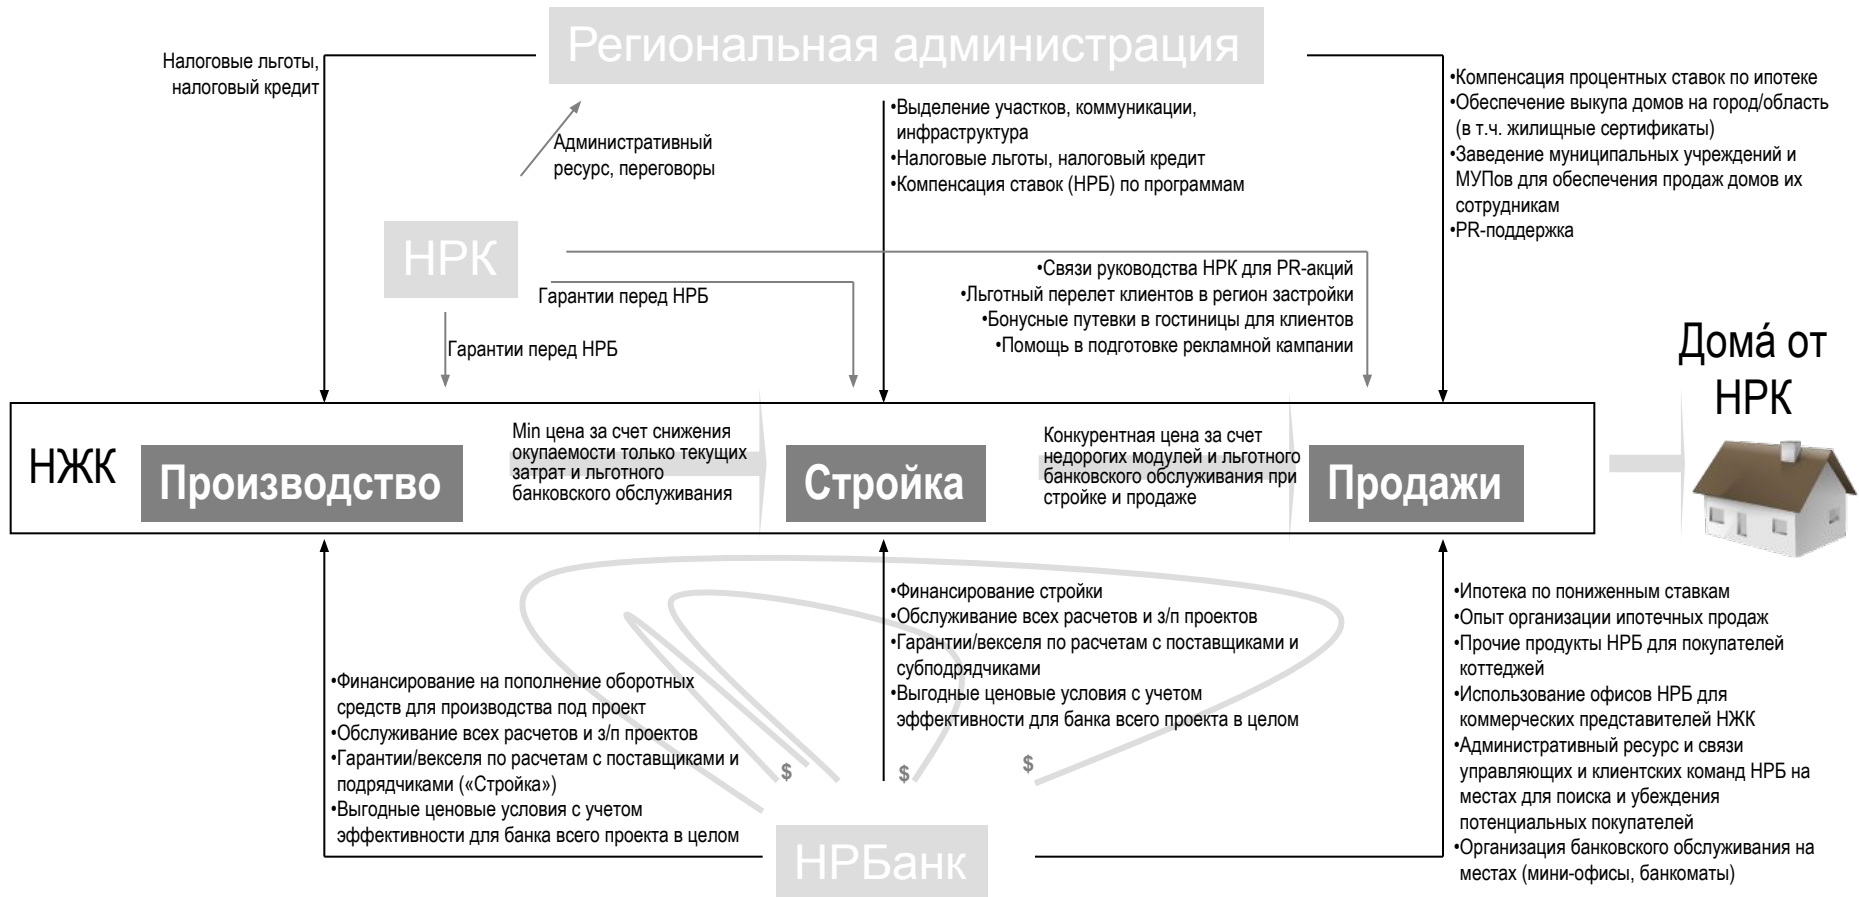 Региональная администрация
Налоговые льготы,
налоговый кредит
Административный
ресурс, переговоры
•Выделение участков, коммуникации,
инфраструктура
•Налоговые льготы, налоговый кредит
•Компенсация ставок (НРБ) по программам
•Компенсация процентных ставок по ипотеке
•Обеспечение выкупа домов на город/область
(в т.ч. жилищные сертификаты)
•Заведение муниципальных учреждений и
МУПов для обеспечения продаж домов их
сотрудникам
•PR-поддержка
НРК
Гарантии перед НРБ
Гарантии перед НРБ
•Связи руководства НРК для PR-акций
•Льготный перелет клиентов в регион застройки
•Бонусные путевки в гостиницы для клиентов
•Помощь в подготовке рекламной кампании
Дома́ от
НРК
НЖК
Производство
Min цена за счет снижения
окупаемости только текущих
затрат и льготного
банковского обслуживания
Стройка
Конкурентная цена за счет
недорогих модулей и льготного
банковского обслуживания при
стройке и продаже
Продажи
•Финансирование на пополнение оборотных
средств для производства под проект
•Обслуживание всех расчетов и з/п проектов
•Гарантии/векселя по расчетам с поставщиками и
подрядчиками («Стройка»)
•Выгодные ценовые условия с учетом
эффективности для банка всего проекта в целом
•Финансирование стройки
•Обслуживание всех расчетов и з/п проектов
•Гарантии/векселя по расчетам с поставщиками и
субподрядчиками
•Выгодные ценовые условия с учетом
эффективности для банка всего проекта в целом
$
$
$
•Ипотека по пониженным ставкам
•Опыт организации ипотечных продаж
•Прочие продукты НРБ для покупателей
коттеджей
•Использование офисов НРБ для
коммерческих представителей НЖК
•Административный ресурс и связи
управляющих и клиентских команд НРБ на
местах для поиска и убеждения
потенциальных покупателей
•Организация банковского обслуживания на
местах (мини-офисы, банкоматы)
НРБанк